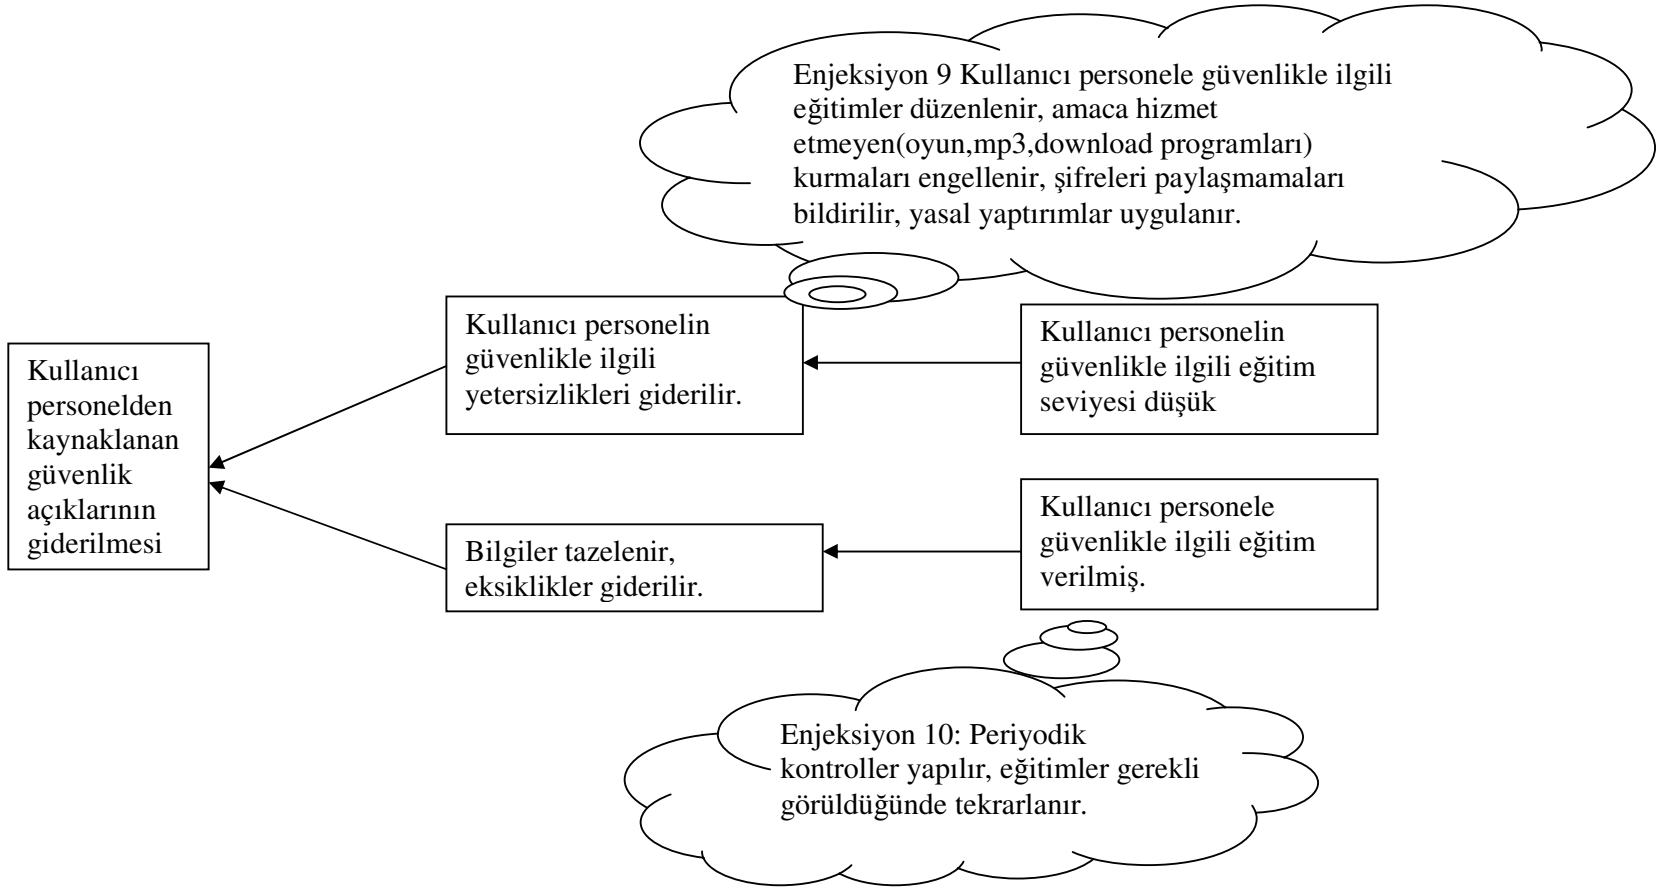 Enjeksiyon 9 Kullanıcı personele güvenlikle ilgili
eğitimler düzenlenir, amaca hizmet
etmeyen(oyun,mp3,download programları)
kurmaları engellenir, şifreleri paylaşmamaları
bildirilir, yasal yaptırımlar uygulanır.
Kullanıcı
personelden
kaynaklanan
güvenlik
açıklarının
giderilmesi
Kullanıcı personelin
güvenlikle ilgili
yetersizlikleri giderilir.
Kullanıcı personelin
güvenlikle ilgili eğitim
seviyesi düşük
Bilgiler tazelenir,
eksiklikler giderilir.
Kullanıcı personele
güvenlikle ilgili eğitim
verilmiş.
Enjeksiyon 10: Periyodik
kontroller yapılır, eğitimler gerekli
görüldüğünde tekrarlanır.